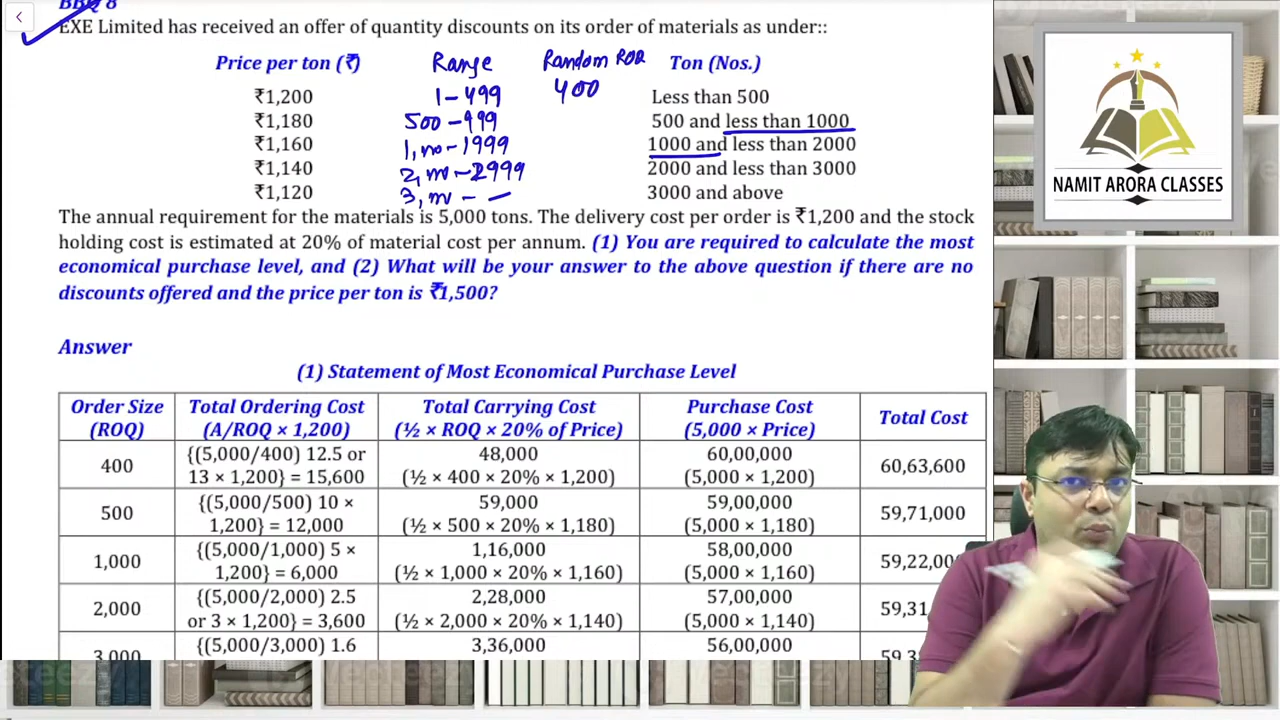 BBQ 8
EXE Limited has received an offer of quantity discounts on its order of materials as under::
Price per ton (₹) Range Random ROQ Ton (Nos.)
₹1,200 1-499 400 Less than 500
₹1,180 500-999 500 and less than 1000
₹1,160 1,000-1999 1000 and less than 2000
₹1,140 2,000-2999 2000 and less than 3000
₹1,120 3,000 - — 3000 and above
The annual requirement for the materials is 5,000 tons. The delivery cost per order is ₹1,200 and the stock
holding cost is estimated at 20% of material cost per annum. (1) You are required to calculate the most
economical purchase level, and (2) What will be your answer to the above question if there are no
discounts offered and the price per ton is ₹1,500?
Answer
(1) Statement of Most Economical Purchase Level
Order Size (ROQ) Total Ordering Cost (A/ROQ × 1,200) Total Carrying Cost (½ × ROQ × 20% of Price) Purchase Cost (5,000 × Price) Total Cost
400 {(5,000/400) 12.5 or 13 × 1,200} = 15,600 48,000 (½ × 400 × 20% × 1,200) 60,00,000 (5,000 × 1,200) 60,63,600
500 {(5,000/500) 10 × 1,200} = 12,000 59,000 (½ × 500 × 20% × 1,180) 59,00,000 (5,000 × 1,180) 59,71,000
1,000 {(5,000/1,000) 5 × 1,200} = 6,000 1,16,000 (½ × 1,000 × 20% × 1,160) 58,00,000 (5,000 × 1,160) 59,22,000
2,000 {(5,000/2,000) 2.5 or 3 × 1,200} = 3,600 2,28,000 (½ × 2,000 × 20% × 1,140) 57,00,000 (5,000 × 1,140) 59,31
3,000 {(5,000/3,000) 1.6 3,36,000 56,00,000 59,3
NAMIT ARORA CLASSES